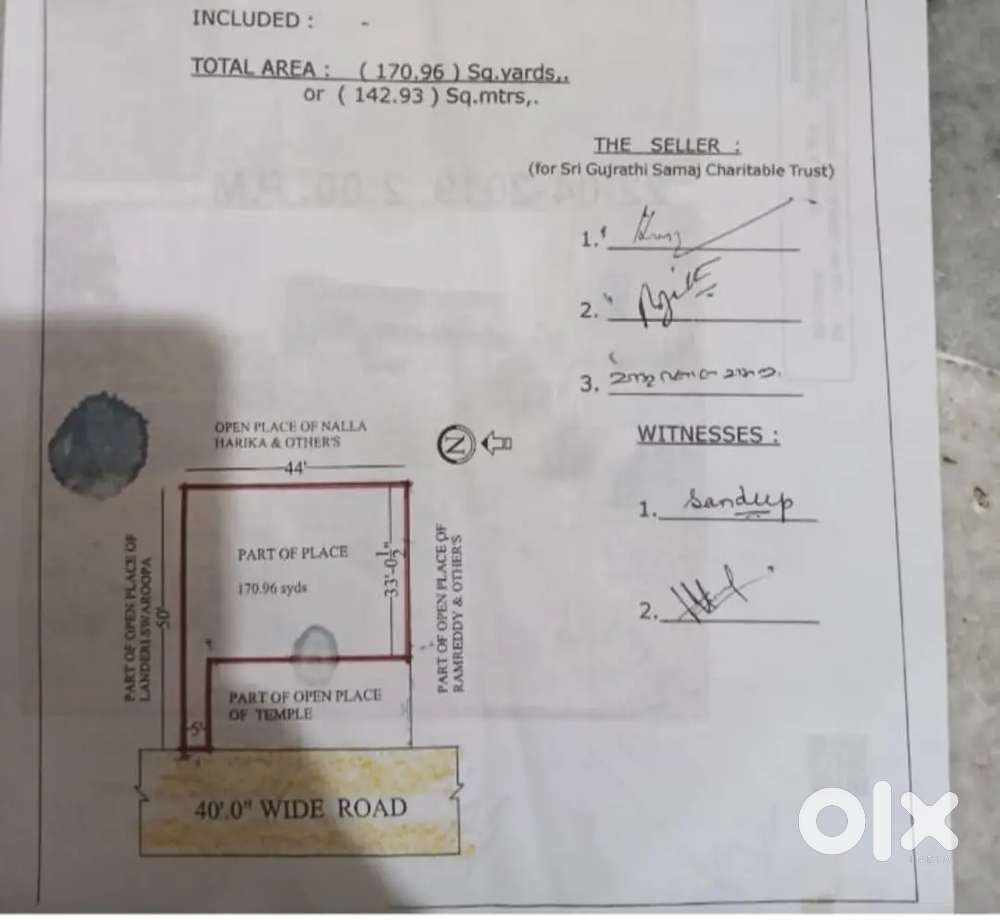 INCLUDED : -
TOTAL AREA : ( 170.96 ) Sq.yards,.
or ( 142.93 ) Sq.mtrs,.
THE SELLER :
(for Sri Gujrathi Samaj Charitable Trust)
1.
2.
3.
WITNESSES :
1. Sandeep
2.
OPEN PLACE OF NALLA
HARIKA & OTHER'S
N
44'
PART OF OPEN PLACE OF
LANDERI SWAROOPA
50'
PART OF PLACE
170.96 syds
33'-0½"
PART OF OPEN PLACE OF
RAMREDDY & OTHER'S
PART OF OPEN PLACE
OF TEMPLE
5'
40'.0" WIDE ROAD
olx